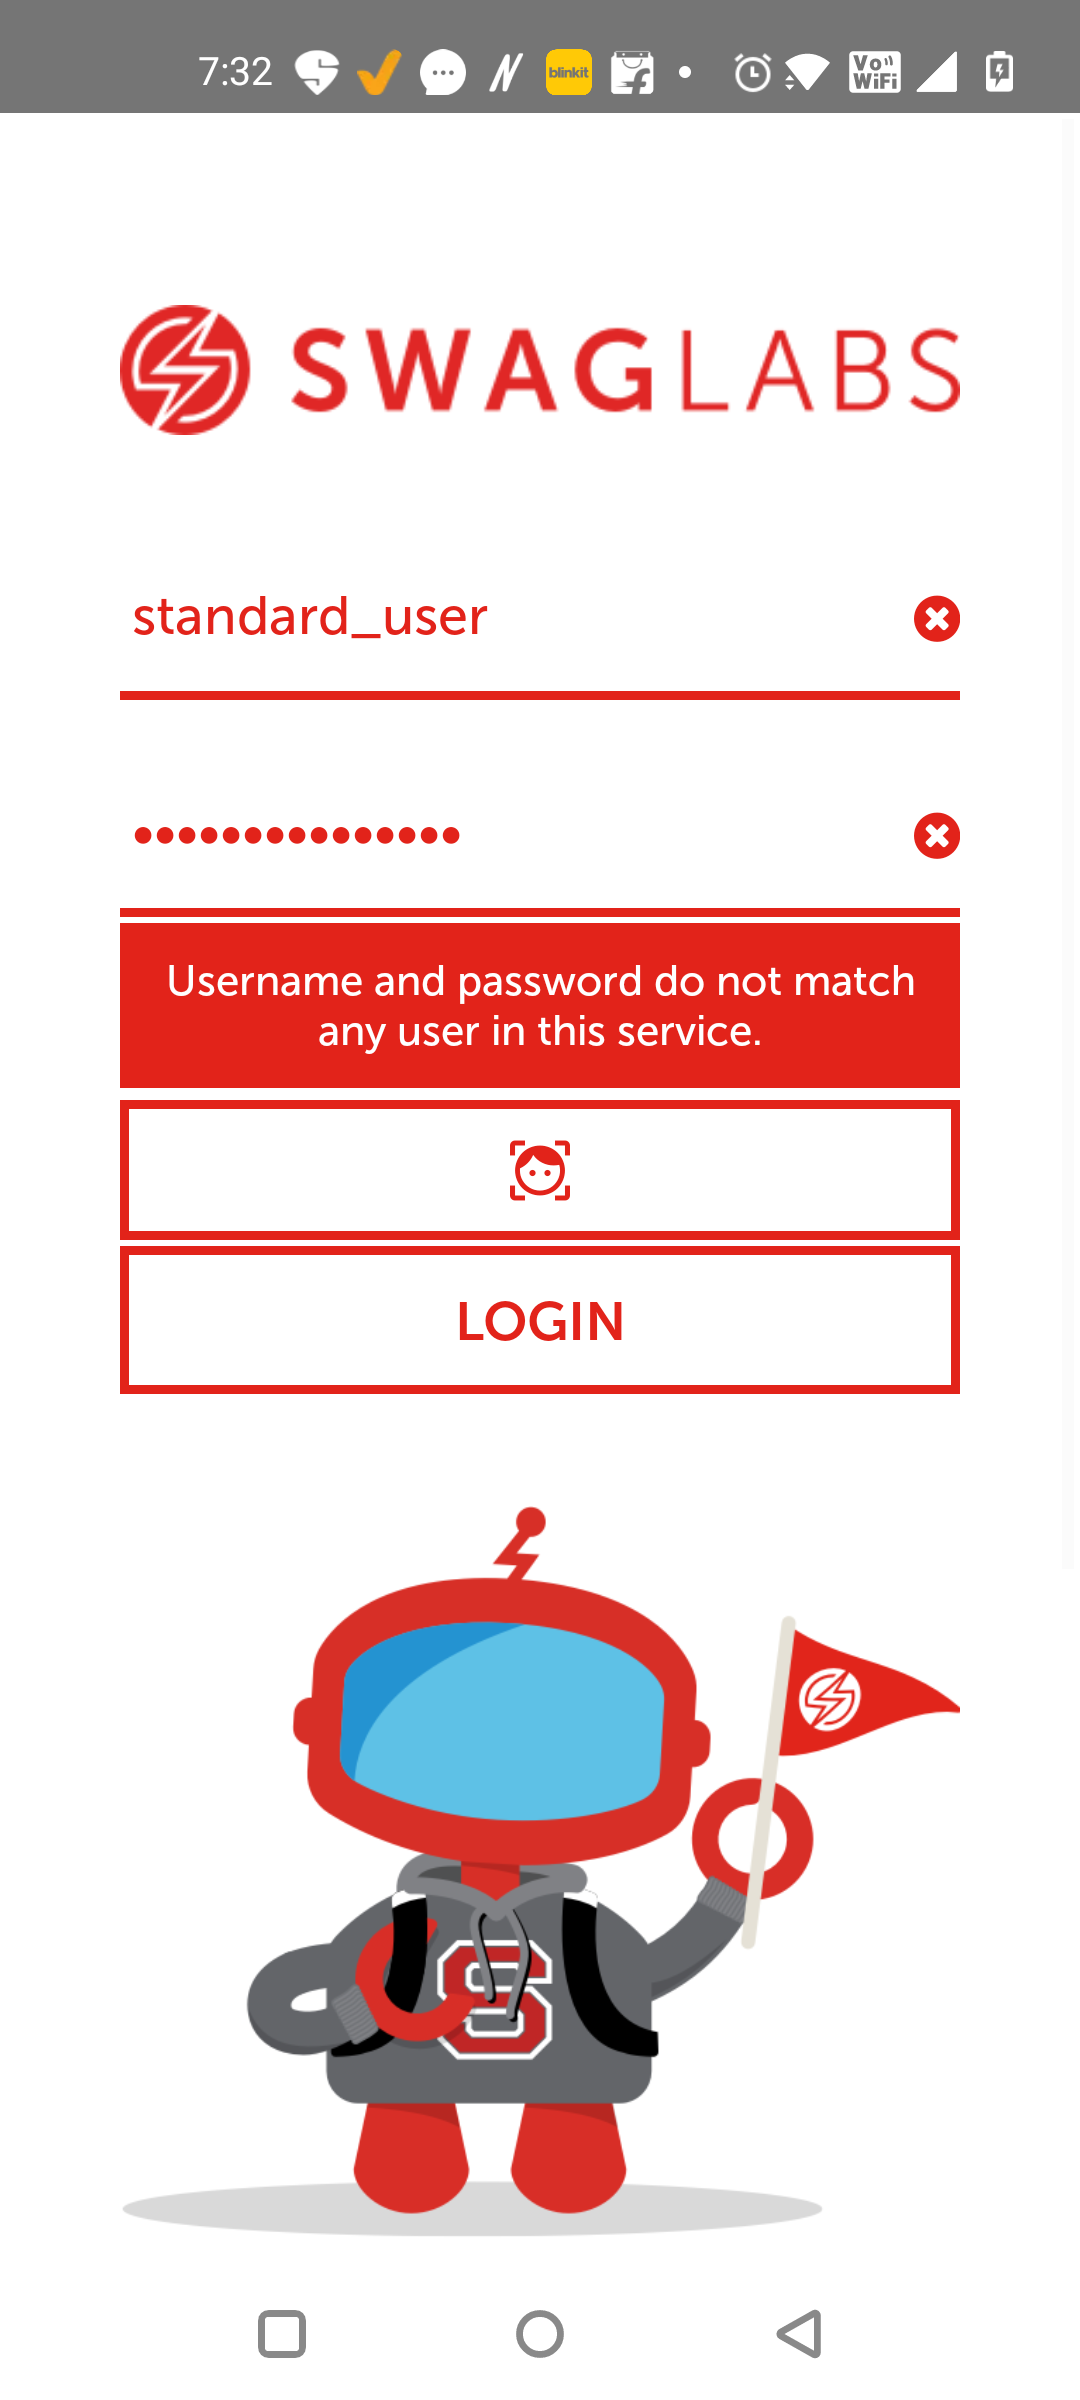 7:32
blinkit
Vo
WiFi
SWAGLABS
standard_user
•••••••••••••••
Username and password do not match
any user in this service.
LOGIN
S